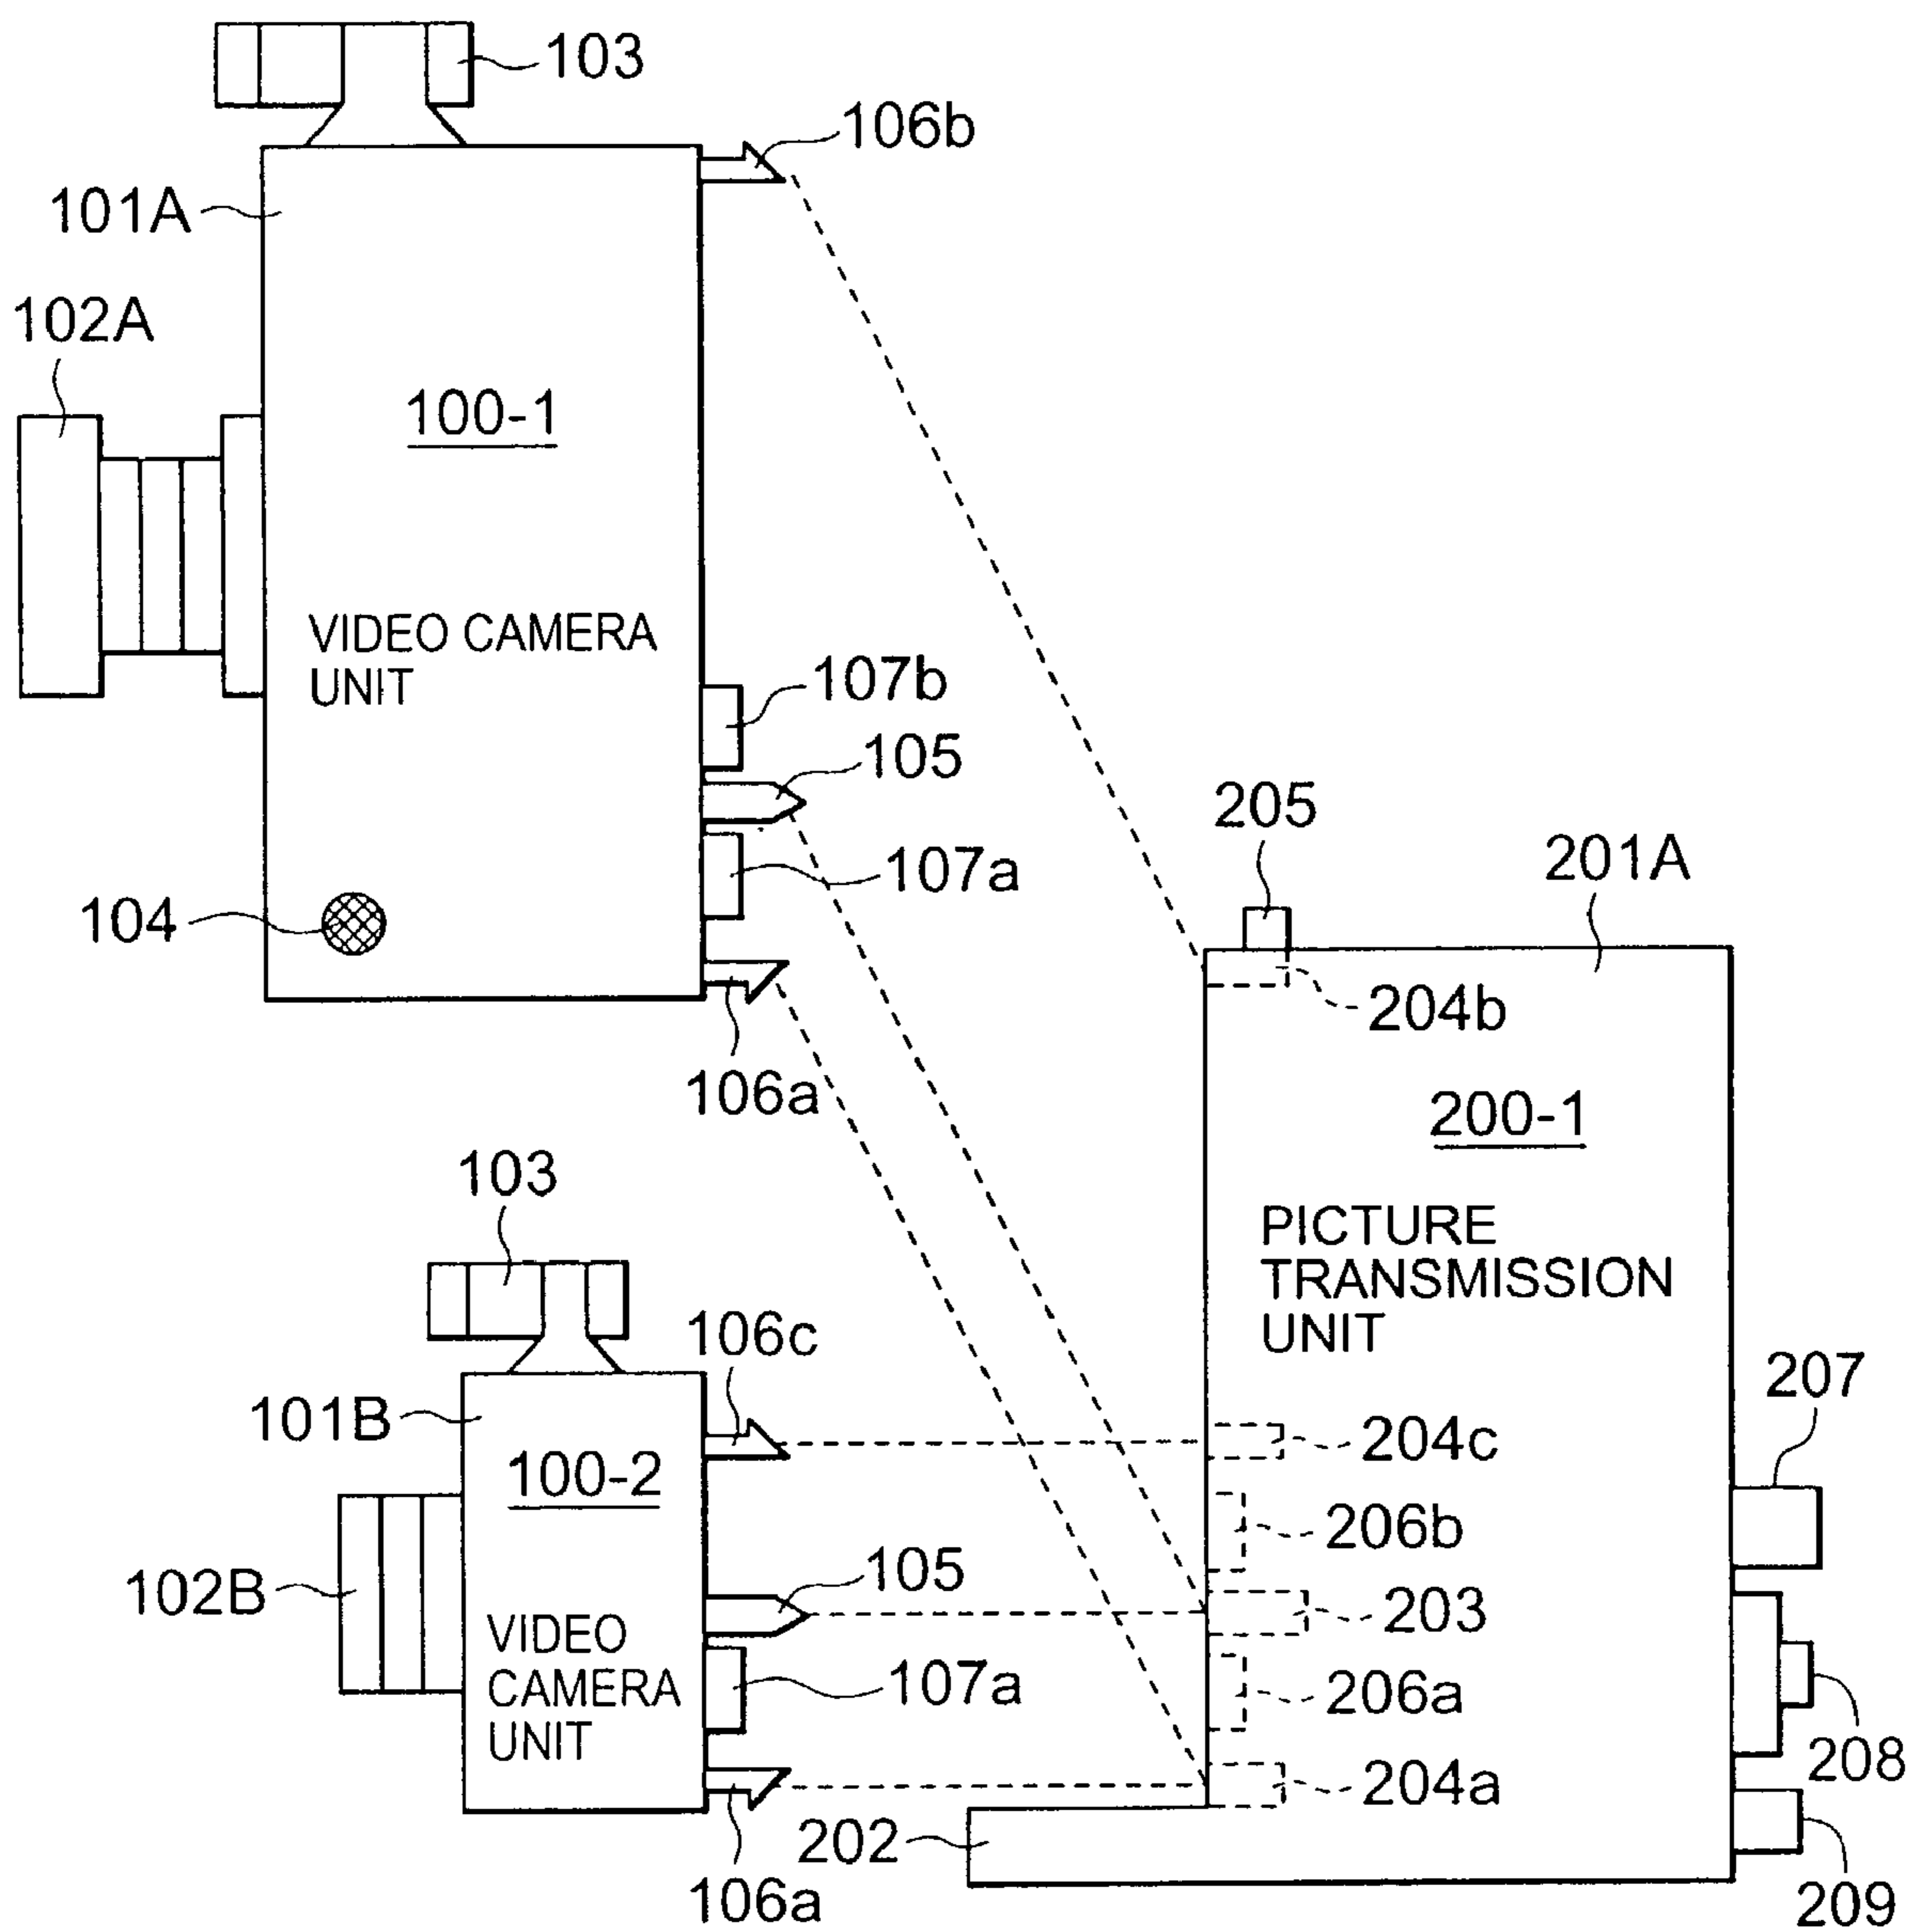 103
106b
101A
102A
100-1
VIDEO CAMERA
UNIT
107b
105
107a
104
106a
205
201A
204b
200-1
PICTURE
TRANSMISSION
UNIT
103
106c
101B
100-2
102B
VIDEO
CAMERA
UNIT
105
107a
106a
204c
206b
203
206a
204a
202
207
208
209